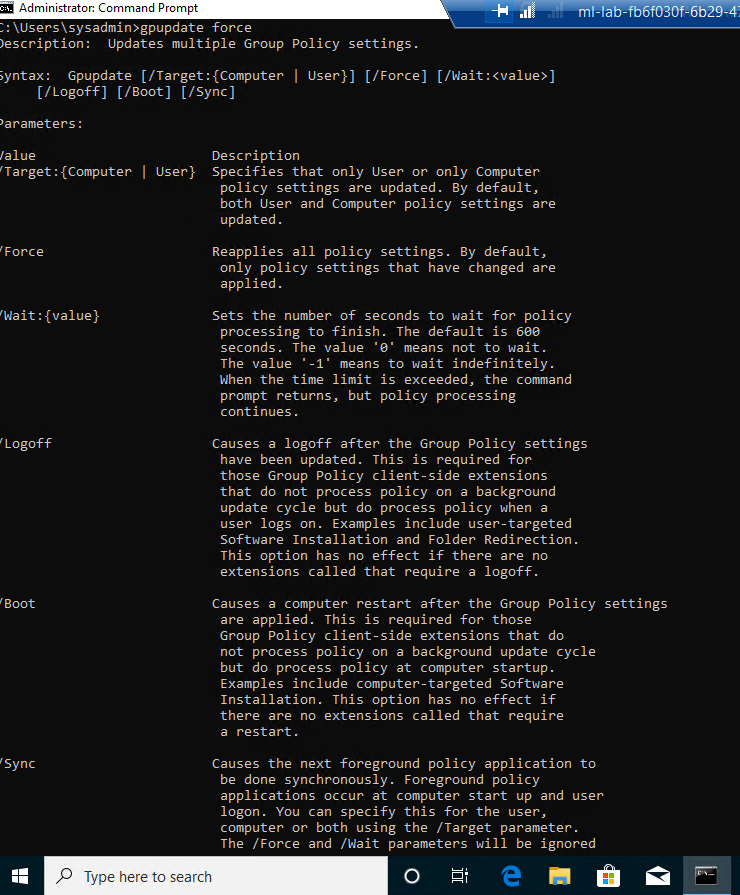 Administrator: Command Prompt
ml-lab-fb6f030f-6b29-47
C:\Users\sysadmin>gpupdate force
Description:  Updates multiple Group Policy settings.
Syntax:  Gpupdate [/Target:{Computer | User}] [/Force] [/Wait:<value>]
[/Logoff] [/Boot] [/Sync]
Parameters:
Value Description
/Target:{Computer | User} Specifies that only User or only Computer
policy settings are updated. By default,
both User and Computer policy settings are
updated.
/Force Reapplies all policy settings. By default,
only policy settings that have changed are
applied.
/Wait:{value} Sets the number of seconds to wait for policy
processing to finish. The default is 600
seconds. The value '0' means not to wait.
The value '-1' means to wait indefinitely.
When the time limit is exceeded, the command
prompt returns, but policy processing
continues.
/Logoff Causes a logoff after the Group Policy settings
have been updated. This is required for
those Group Policy client-side extensions
that do not process policy on a background
update cycle but do process policy when a
user logs on. Examples include user-targeted
Software Installation and Folder Redirection.
This option has no effect if there are no
extensions called that require a logoff.
/Boot Causes a computer restart after the Group Policy settings
are applied. This is required for those
Group Policy client-side extensions that do
not process policy on a background update cycle
but do process policy at computer startup.
Examples include computer-targeted Software
Installation. This option has no effect if
there are no extensions called that require
a restart.
/Sync Causes the next foreground policy application to
be done synchronously. Foreground policy
applications occur at computer start up and user
logon. You can specify this for the user,
computer or both using the /Target parameter.
The /Force and /Wait parameters will be ignored
Type here to search